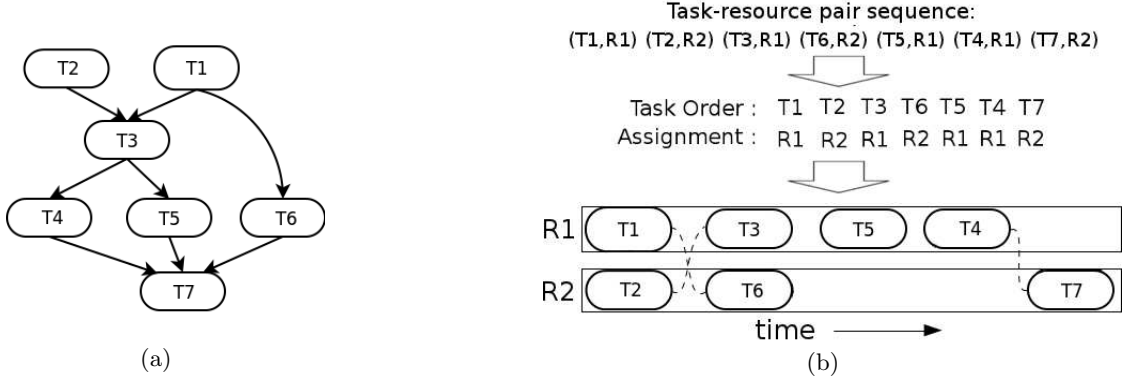 T2 T1
T3
T4 T5 T6
T7
(a)
Task-resource pair sequence:
(T1,R1) (T2,R2) (T3,R1) (T6,R2) (T5,R1) (T4,R1) (T7,R2)
Task Order : T1 T2 T3 T6 T5 T4 T7
Assignment : R1 R2 R1 R2 R1 R1 R2
R1 T1 T3 T5 T4
R2 T2 T6 T7
time
(b)